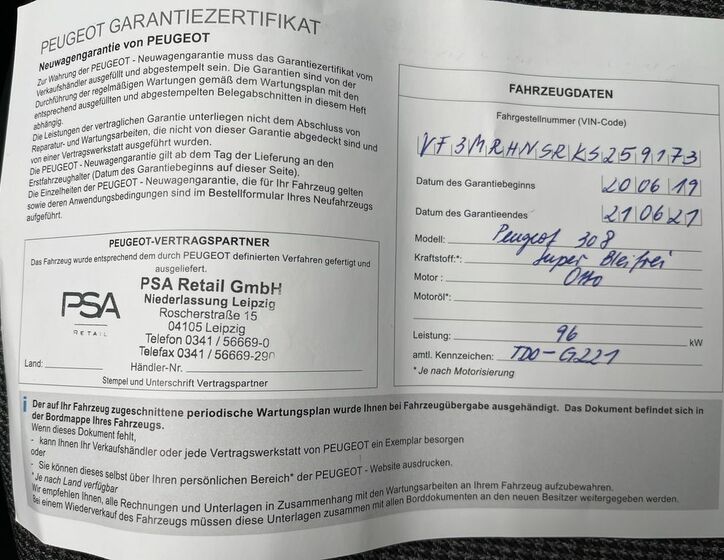 PEUGEOT GARANTIEZERTIFIKAT
Neuwagengarantie von PEUGEOT
Zur Wahrung der PEUGEOT - Neuwagengarantie muss das Garantiezertifikat vom
Verkaufshändler ausgefüllt und abgestempelt sein. Die Garantien sind von der
Durchführung der regelmäßigen Wartungen gemäß dem Wartungsplan mit den
entsprechend ausgefüllten und abgestempelten Belegabschnitten in diesem Heft
abhängig.
Die Leistungen der vertraglichen Garantie unterliegen nicht dem Abschluss von
Reparatur- und Wartungsarbeiten, die nicht von dieser Garantie abgedeckt sind und
von einer Vertragswerkstatt ausgeführt wurden.
Die PEUGEOT - Neuwagengarantie gilt ab dem Tag der Lieferung an den
Erstfahrzeughalter (Datum des Garantiebeginns auf dieser Seite).
Die Einzelheiten der PEUGEOT - Neuwagengarantie, die für Ihr Fahrzeug gelten
sowie deren Anwendungsbedingungen sind im Bestellformular Ihres Neufahrzeugs
aufgeführt.
PEUGEOT-VERTRAGSPARTNER
Das Fahrzeug wurde entsprechend dem durch PEUGEOT definierten Verfahren gefertigt und
ausgeliefert.
PSA
RETAIL
PSA Retail GmbH
Niederlassung Leipzig
Roscherstraße 15
04105 Leipzig
Telefon 0341 / 56669-0
Telefax 0341 / 56669-290
Land:
Händler-Nr.
Stempel und Unterschrift Vertragspartner
FAHRZEUGDATEN
Fahrgestellnummer (VIN-Code)
VF3MRHNSRKS259173
Datum des Garantiebeginns 20 06 19
Datum des Garantieendes 21 06 21
Modell: Peugeot 308
Kraftstoff:* Super Bleifrei
Motor: Otto
Motoröl*:
Leistung: 96 kW
amtl. Kennzeichen: TDO-G221
* Je nach Motorisierung
i Der auf Ihr Fahrzeug zugeschnittene periodische Wartungsplan wurde Ihnen bei Fahrzeugübergabe ausgehändigt. Das Dokument befindet sich in
der Bordmappe Ihres Fahrzeugs.
Wenn dieses Dokument fehlt,
- kann Ihnen Ihr Verkaufshändler oder jede Vertragswerkstatt von PEUGEOT ein Exemplar besorgen
oder
- Sie können dieses selbst über Ihren persönlichen Bereich* der PEUGEOT - Website ausdrucken.
*Je nach Land verfügbar
Wir empfehlen Ihnen, alle Rechnungen und Unterlagen in Zusammenhang mit den Wartungsarbeiten an Ihrem Fahrzeug aufzubewahren.
Bei einem Wiederverkauf des Fahrzeugs müssen diese Unterlagen zusammen mit allen Borddokumenten an den neuen Besitzer weitergegeben werden.